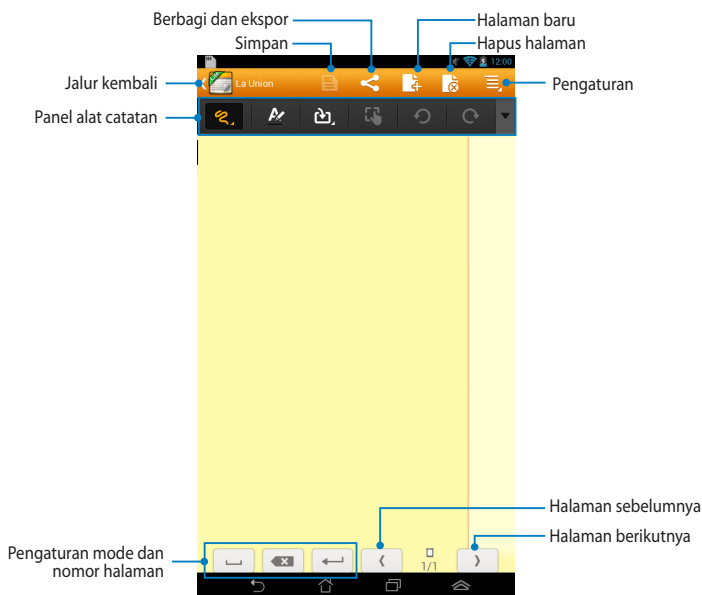 Berbagi dan ekspor
Halaman baru
Simpan
Hapus halaman
12:00
Jalur kembali
La Union
Pengaturan
Panel alat catatan
Halaman sebelumnya
Halaman berikutnya
Pengaturan mode dan
nomor halaman
1/1